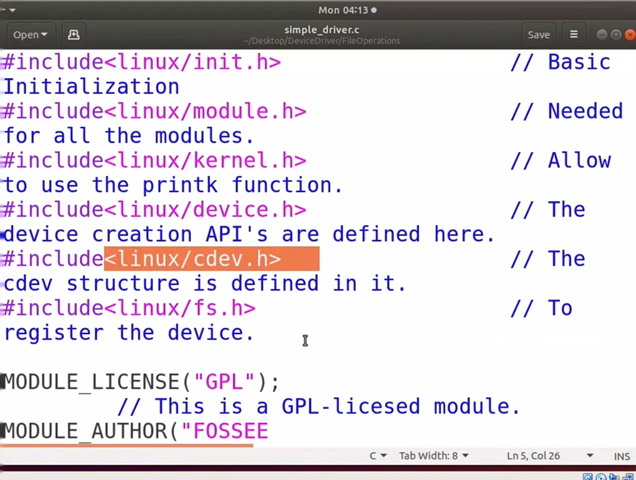 Mon 04:13
Open
simple_driver.c
~/Desktop/DeviceDriver/FileOperations
Save
#include<linux/init.h> // Basic
Initialization
#include<linux/module.h> // Needed
for all the modules.
#include<linux/kernel.h> // Allow
to use the printk function.
#include<linux/device.h> // The
device creation API's are defined here.
#include<linux/cdev.h> // The
cdev structure is defined in it.
#include<linux/fs.h> // To
register the device.
MODULE_LICENSE("GPL");
// This is a GPL-licesed module.
MODULE_AUTHOR("FOSSEE
C Tab Width: 8 Ln 5, Col 26 INS